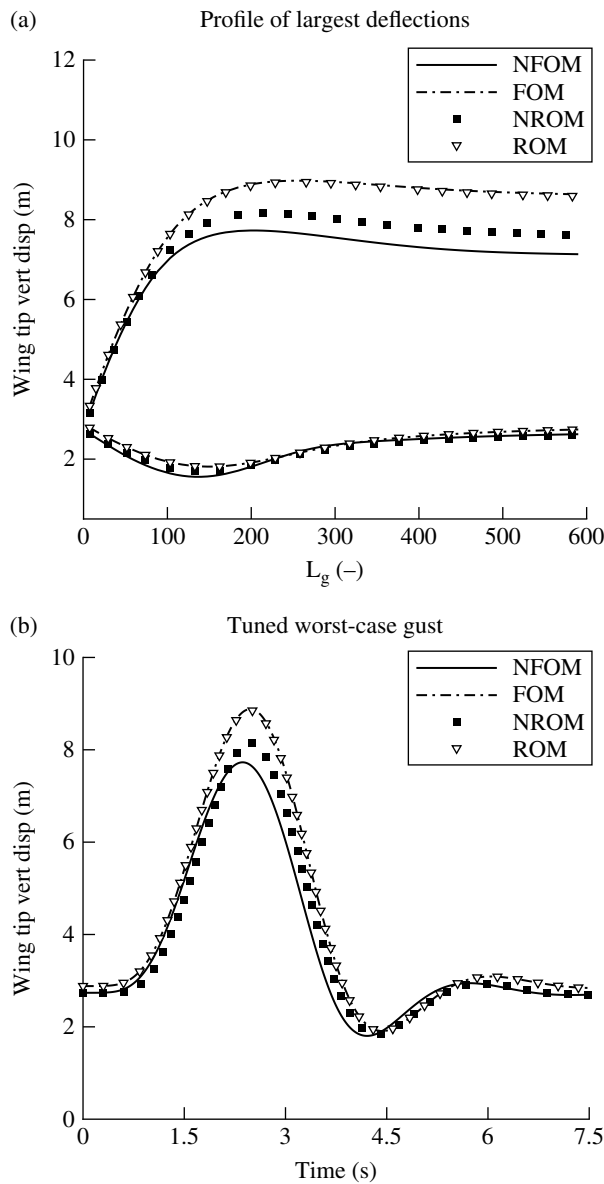 (a)
Profile of largest deflections
12
10
8
6
4
2
Wing tip vert disp (m)
NFOM
FOM
NROM
ROM
0 100 200 300 400 500 600
L_g (–)
(b)
Tuned worst-case gust
10
8
6
4
2
0
Wing tip vert disp (m)
NFOM
FOM
NROM
ROM
0 1.5 3 4.5 6 7.5
Time (s)